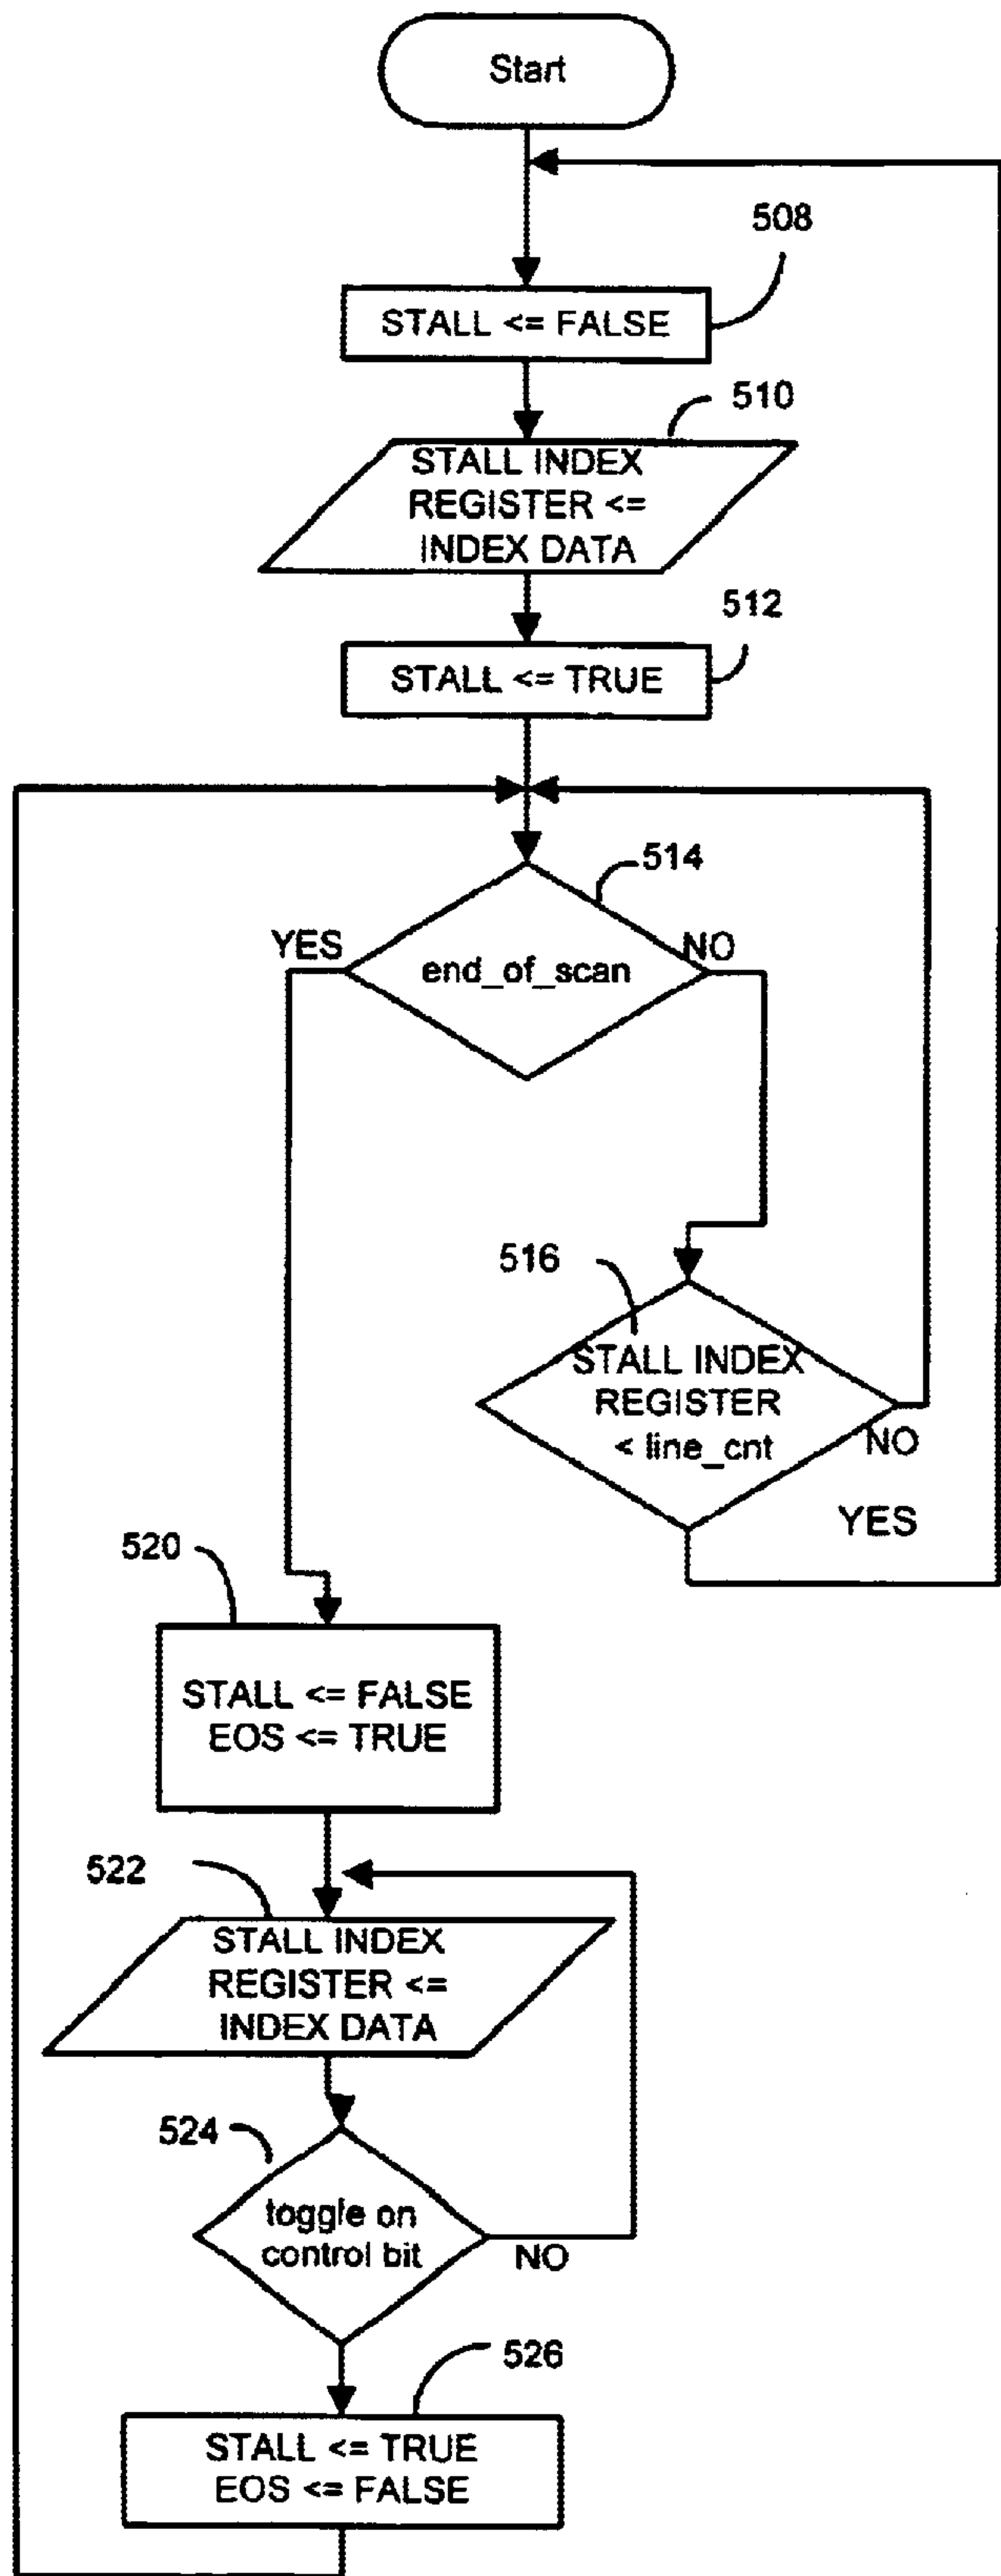 Start
508
STALL <= FALSE
510
STALL INDEX
REGISTER <=
INDEX DATA
512
STALL <= TRUE
514
YES
NO
end_of_scan
516
STALL INDEX
REGISTER
< line_cnt
NO
YES
520
STALL <= FALSE
EOS <= TRUE
522
STALL INDEX
REGISTER <=
INDEX DATA
524
toggle on
control bit
NO
526
STALL <= TRUE
EOS <= FALSE